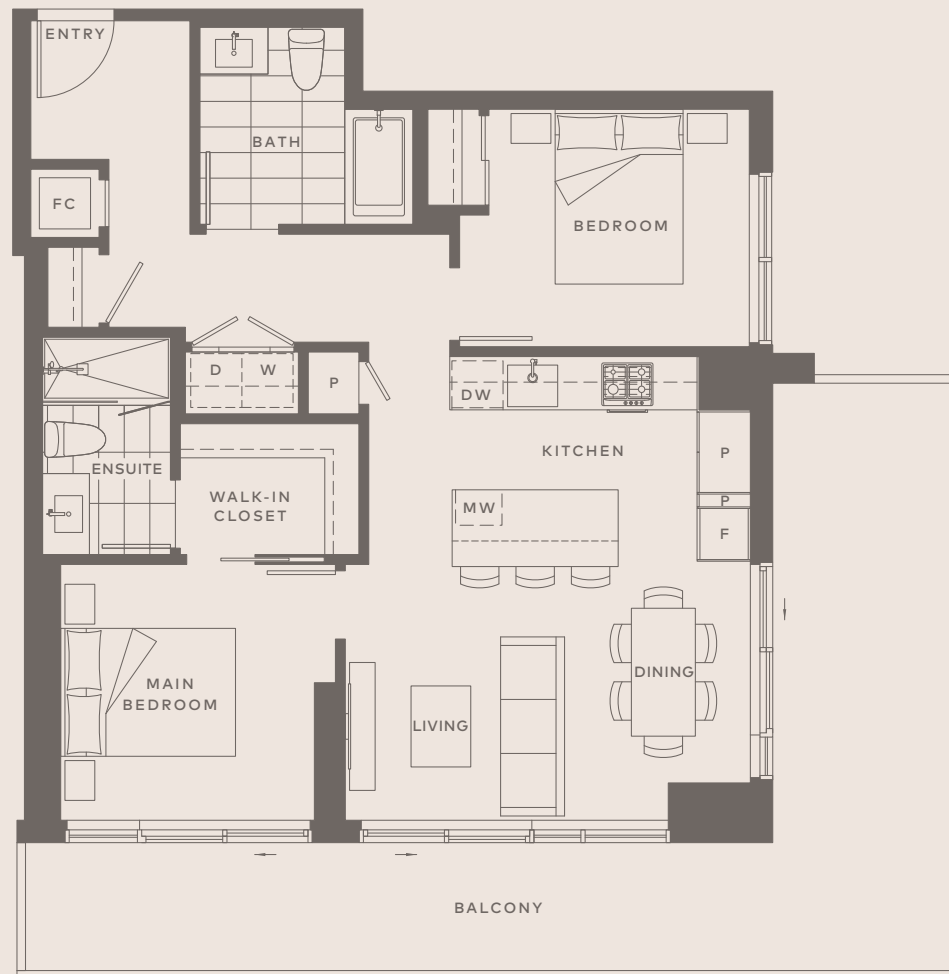 ENTRY
BATH
FC
BEDROOM
D
W
P
DW
KITCHEN
P
P
F
ENSUITE
WALK-IN
CLOSET
MW
MAIN
BEDROOM
DINING
LIVING
BALCONY